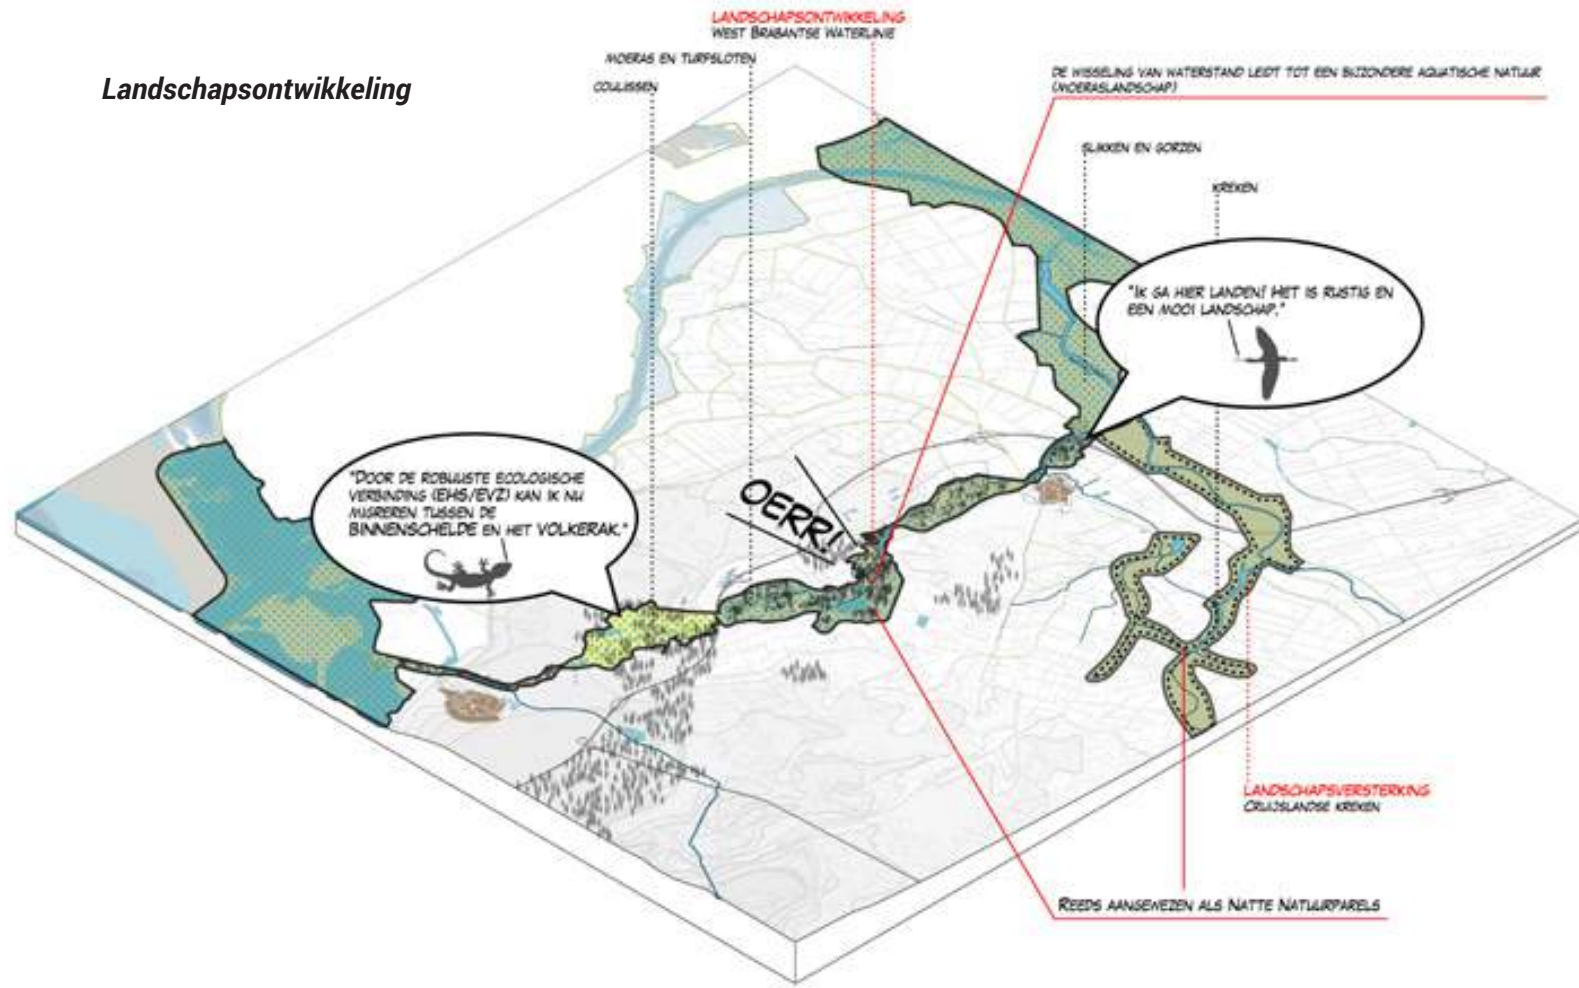 Landschapsontwikkeling
LANDSCHAPSONTWIKKELING
WEST BRABANTSE WATERLINIE
MOERAS EN TURFSLOTEN
COULISSEN
DE WISSELING VAN WATERSTAND LEIDT TOT EEN BIJZONDERE AQUATISCHE NATUUR
(MOERASLANDSCHAP)
SLIKKEN EN GORZEN
KREKEN
"IK GA HIER LANDEN! HET IS RUSTIG EN
EEN MOOI LANDSCHAP."
"DOOR DE ROBUUSTE ECOLOGISCHE
VERBINDING (EHS/EVZ) KAN IK NU
MIGREREN TUSSEN DE
BINNENSCHELDE EN HET VOLKERAK."
OERR!
LANDSCHAPSVERSTERKING
CRUIJSLANDSE KREKEN
REEDS AANGEWEZEN ALS NATTE NATUURPARELS